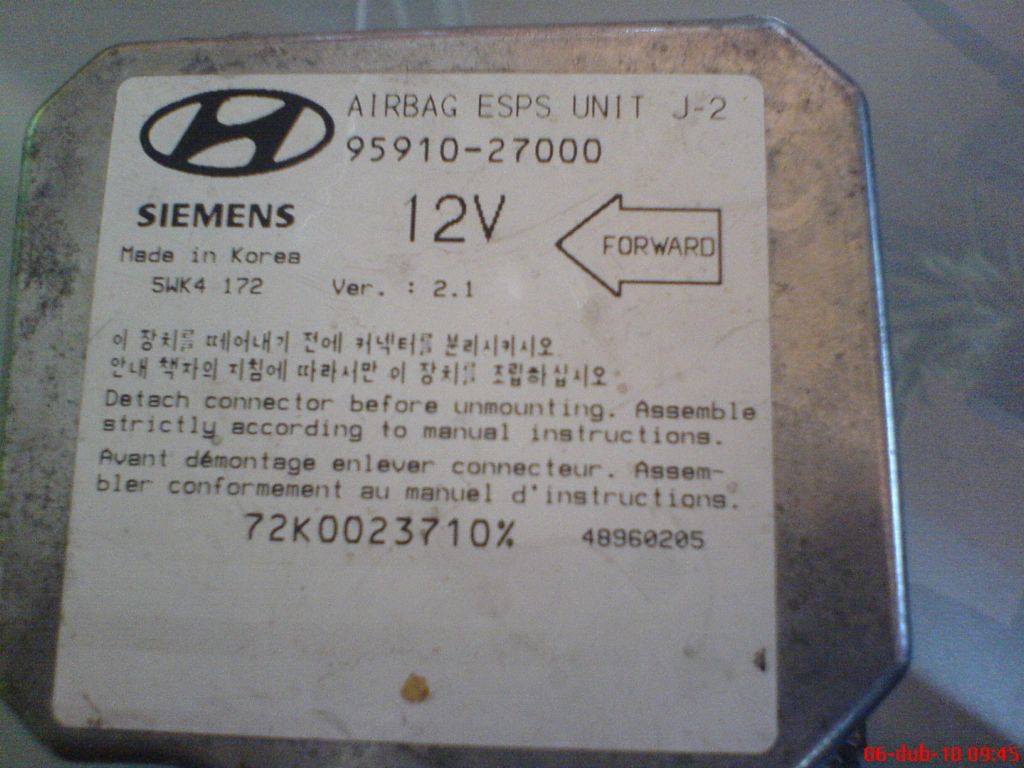 AIRBAG ESPS UNIT J-2
95910-27000
SIEMENS
12V
FORWARD
Made in Korea
5WK4 172
Ver. : 2.1
이 장치를 떼어내기 전에 커넥터를 분리시키시오
안내 책자의 지침에 따라서만 이 장치를 조립하십시오
Detach connector before unmounting. Assemble
strictly according to manual instructions.
Avant démontage enlever connecteur. Assem-
bler conformement au manuel d'instructions.
72K0023710%
48960205
06-dub-10 09:45